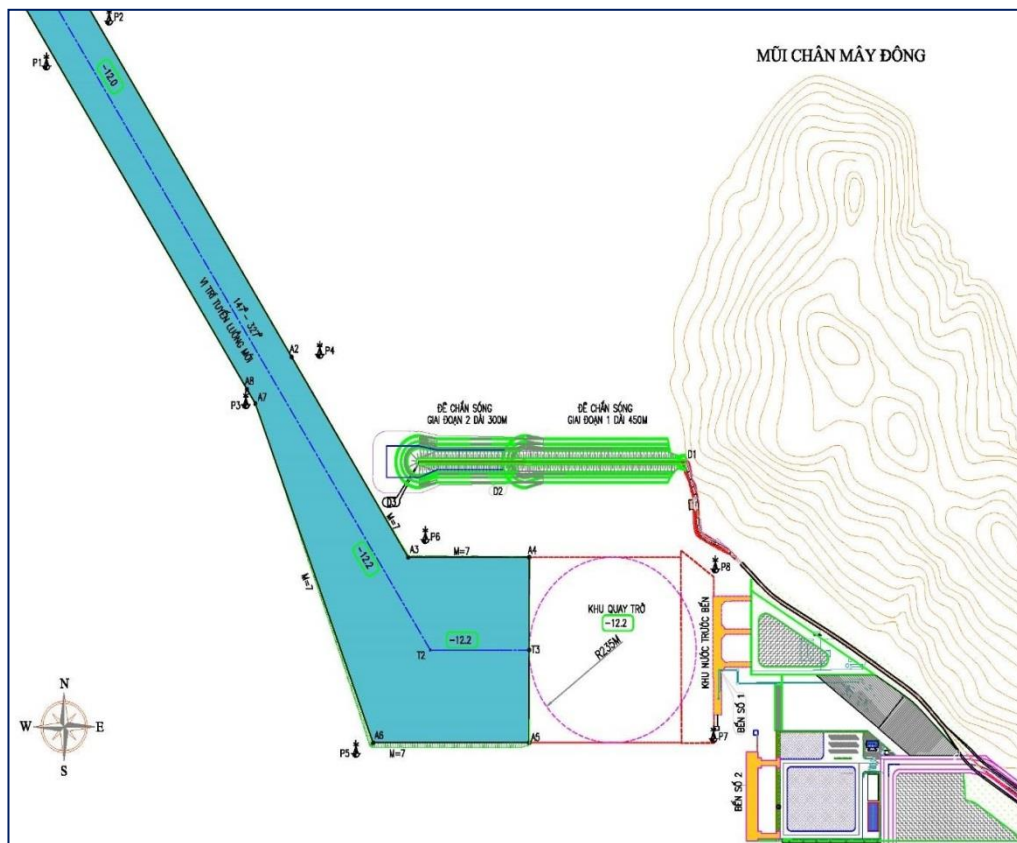 P2
P1
MŨI CHÂN MÂY ĐÔNG
-12.0
VỊ TRÍ TUYẾN LUỒNG MỚI
147° - 327°
A2
P4
A8
P3
A7
ĐÊ CHẮN SÓNG
GIAI ĐOẠN 2 DÀI 300M
ĐÊ CHẮN SÓNG
GIAI ĐOẠN 1 DÀI 450M
D1
D2
D3
M=7
P6
A3
M=7
A4
P8
-12.2
M=7
KHU QUAY TRỞ
-12.2
R235M
KHU NƯỚC TRƯỚC BẾN
-12.2
T2
T3
BẾN SỐ 1
N
W
E
S
A6
P5
M=7
A5
P7
BẾN SỐ 2